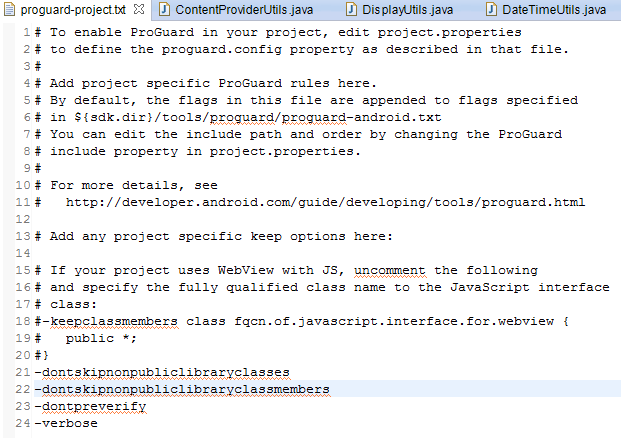 proguard-project.txt ContentProviderUtils.java DisplayUtils.java DateTimeUtils.java
1 # To enable ProGuard in your project, edit project.properties
2 # to define the proguard.config property as described in that file.
3 #
4 # Add project specific ProGuard rules here.
5 # By default, the flags in this file are appended to flags specified
6 # in ${sdk.dir}/tools/proguard/proguard-android.txt
7 # You can edit the include path and order by changing the ProGuard
8 # include property in project.properties.
9 #
10 # For more details, see
11 #   http://developer.android.com/guide/developing/tools/proguard.html
12
13 # Add any project specific keep options here:
14
15 # If your project uses WebView with JS, uncomment the following
16 # and specify the fully qualified class name to the JavaScript interface
17 # class:
18 #-keepclassmembers class fqcn.of.javascript.interface.for.webview {
19 #   public *;
20 #}
21 -dontskipnonpubliclibraryclasses
22 -dontskipnonpubliclibraryclassmembers
23 -dontpreverify
24 -verbose